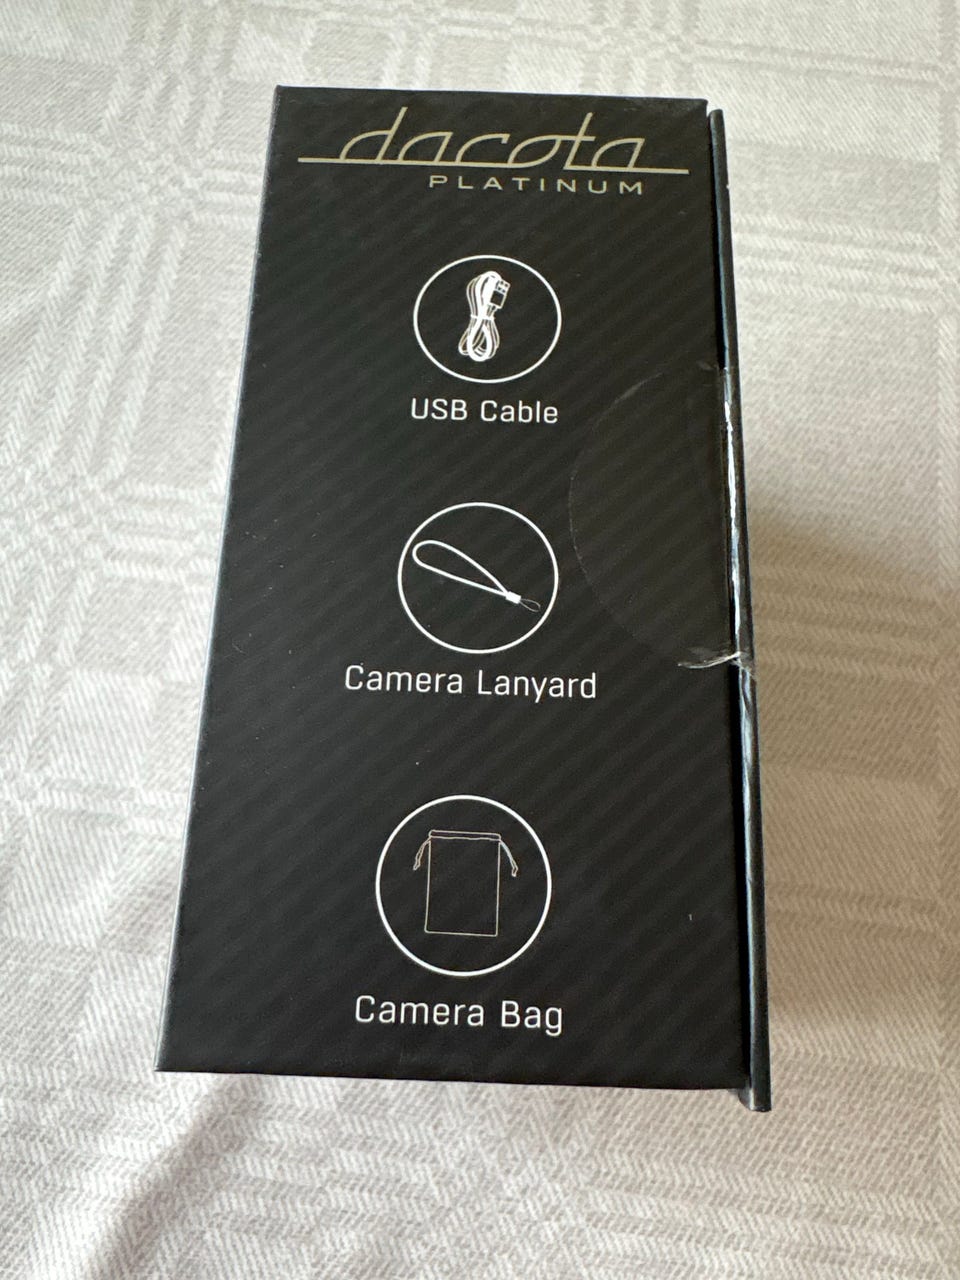 dacota
PLATINUM
USB Cable
Camera Lanyard
Camera Bag